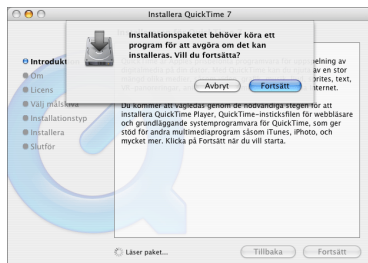 Installera QuickTime 7
Installationspaketet behöver köra ett
program för att avgöra om det kan
installeras. Vill du fortsätta?
Avbryt
Fortsätt
Introdukt
Om
Licens
Välj målskiva
Installationstyp
Installera
Slutför
av en stor
text,
nternet.
Du kommer att vägledas genom de nödvändiga stegen för att
installera QuickTime Player, QuickTime-insticksfilen för webbläsare
och grundläggande systemprogramvara för QuickTime, som ger
stöd för andra multimediaprogram såsom iTunes, iPhoto, och
mycket mer. Klicka på Fortsätt när du vill starta.
Läser paket...
Tillbaka
Fortsätt